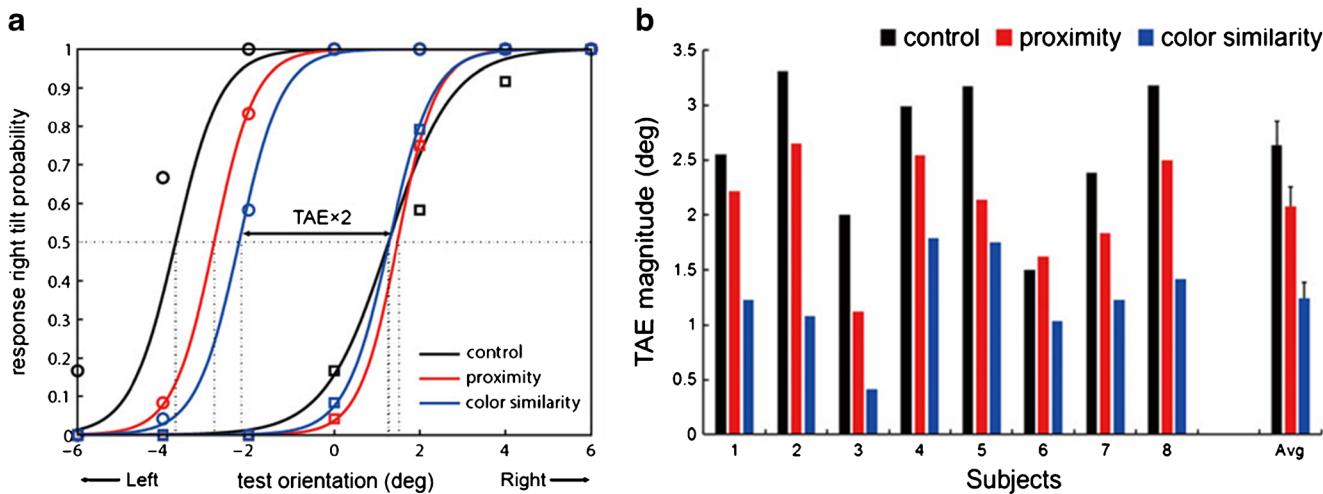 a
response right tilt probability
1
0.9
0.8
0.7
0.6
0.5
0.4
0.3
0.2
0.1
0
TAE×2
control
proximity
color similarity
−6 −4 −2 0 2 4 6
Left test orientation (deg) Right
b
control proximity color similarity
TAE magnitude (deg)
3.5
3
2.5
2
1.5
1
0.5
0
1 2 3 4 5 6 7 8 Avg
Subjects